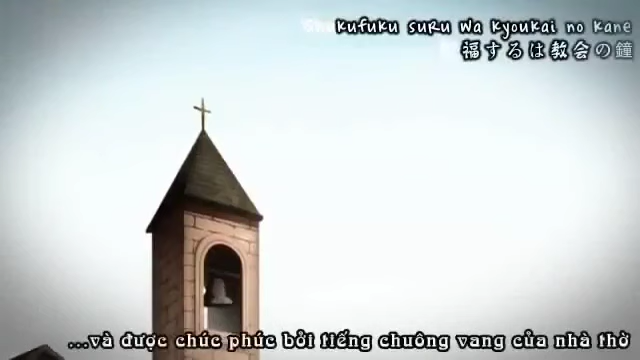 kufuku suru wa kyoukai no kane
福するは教会の鐘
...và được chúc phúc bởi tiếng chuông vang của nhà thờ